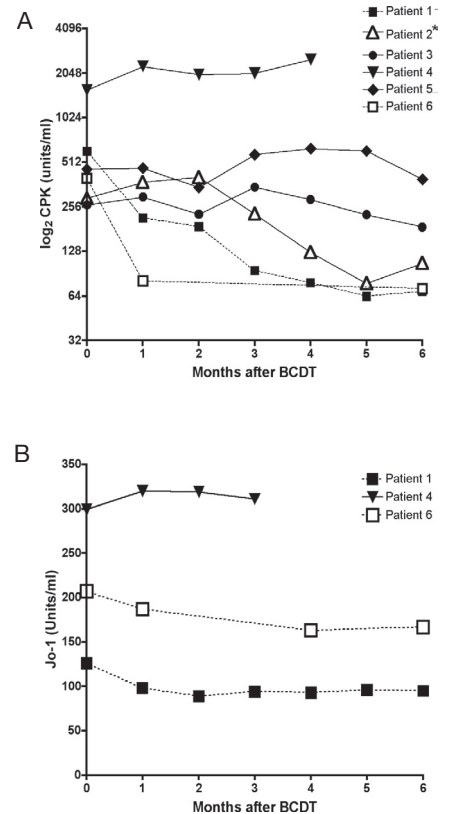 A
Patient 1
Patient 2*
Patient 3
Patient 4
Patient 5
Patient 6
4096
2048
1024
512
256
128
64
32
log2 CPK (units/ml)
0 1 2 3 4 5 6
Months after BCDT
B
Patient 1
Patient 4
Patient 6
350
300
250
200
150
100
50
0
Jo-1 (Units/ml)
0 1 2 3 4 5 6
Months after BCDT